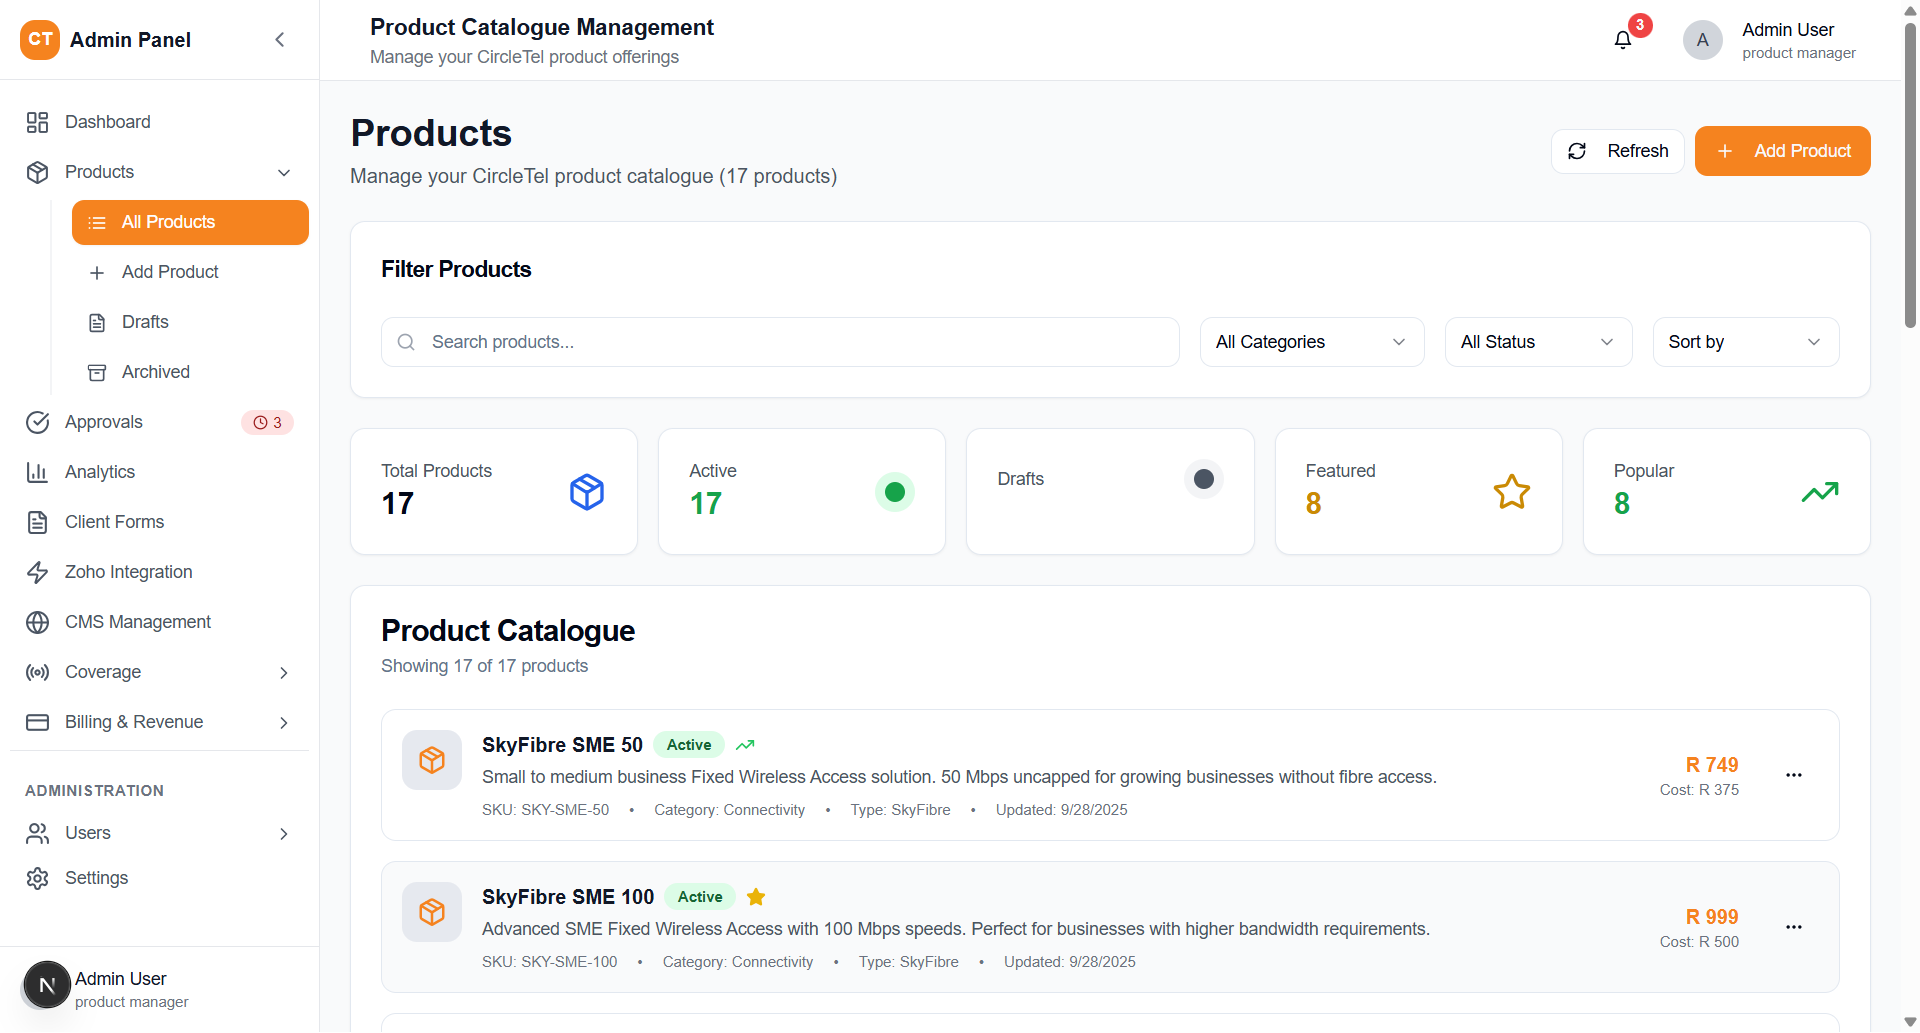 CT Admin Panel
Dashboard
Products
All Products
Add Product
Drafts
Archived
Approvals 3
Analytics
Client Forms
Zoho Integration
CMS Management
Coverage
Billing & Revenue
ADMINISTRATION
Users
Settings
N Admin User
product manager
Product Catalogue Management
Manage your CircleTel product offerings
3
A
Admin User
product manager
Products
Manage your CircleTel product catalogue (17 products)
Refresh
Add Product
Filter Products
Search products...
All Categories
All Status
Sort by
Total Products
17
Active
17
Drafts
Featured
8
Popular
8
Product Catalogue
Showing 17 of 17 products
SkyFibre SME 50 Active
Small to medium business Fixed Wireless Access solution. 50 Mbps uncapped for growing businesses without fibre access.
SKU: SKY-SME-50 • Category: Connectivity • Type: SkyFibre • Updated: 9/28/2025
R 749
Cost: R 375
SkyFibre SME 100 Active
Advanced SME Fixed Wireless Access with 100 Mbps speeds. Perfect for businesses with higher bandwidth requirements.
SKU: SKY-SME-100 • Category: Connectivity • Type: SkyFibre • Updated: 9/28/2025
R 999
Cost: R 500